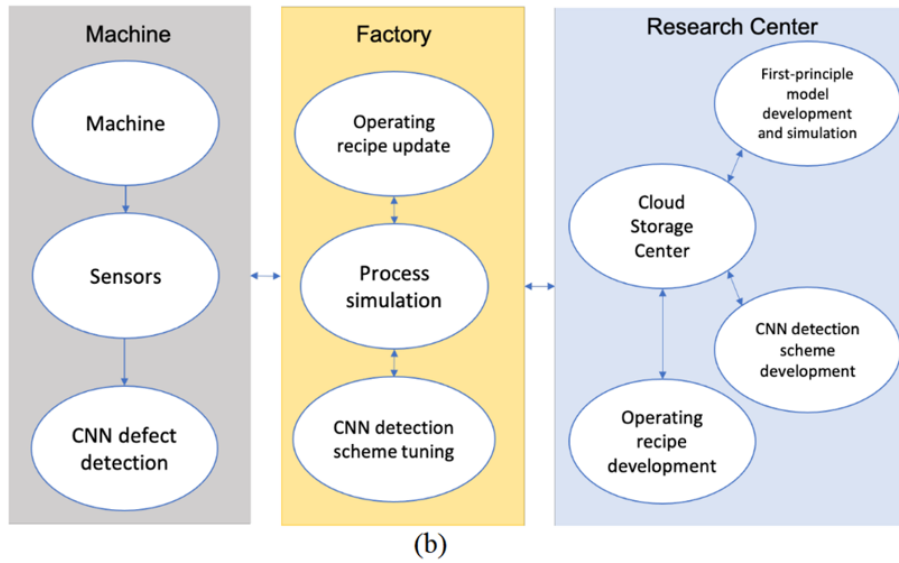 Machine
Machine
Sensors
CNN defect
detection
Factory
Operating
recipe update
Process
simulation
CNN detection
scheme tuning
Research Center
First-principle
model
development
and simulation
Cloud
Storage
Center
CNN detection
scheme development
Operating
recipe
development
(b)